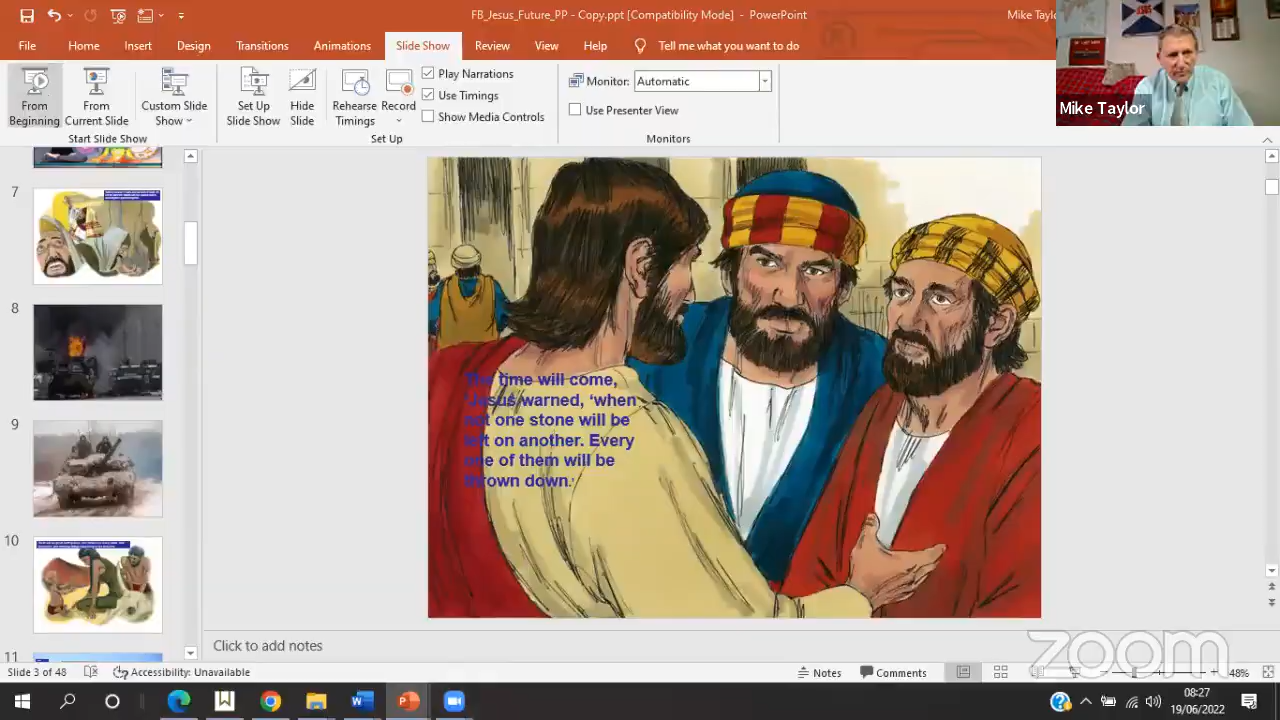 FB_Jesus_Future_PP - Copy.ppt [Compatibility Mode] - PowerPoint
Mike Taylo
File Home Insert Design Transitions Animations Slide Show Review View Help Tell me what you want to do
From Beginning
From Current Slide
Custom Slide Show
Set Up Slide Show
Hide Slide
Rehearse Timings
Record
Play Narrations
Use Timings
Show Media Controls
Monitor: Automatic
Use Presenter View
Start Slide Show
Set Up
Monitors
Mike Taylor
7
8
9
10
11
The time will come,
'Jesus warned, ‘when
not one stone will be
left on another. Every
one of them will be
thrown down.’
Click to add notes
zoom
Slide 3 of 48 Accessibility: Unavailable Notes Comments 48%
08:27
19/06/2022